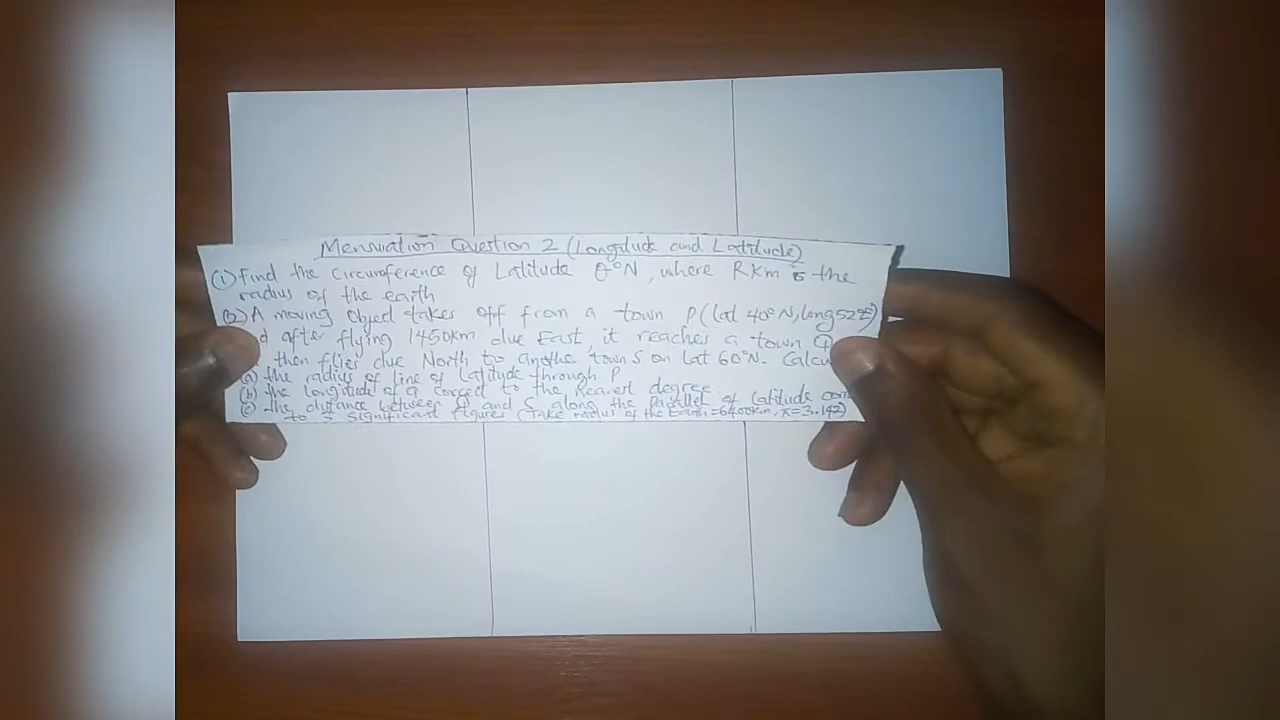 Mensuration Question 2 (Longitude and Latitude)
(1) Find the circumference of Latitude θ°N, where RKm is the
radius of the earth
(2) A moving object takes off from a town P(lat 40°N, long 52°E)
d after flying 1450km due East, it reaches a town Q
then flies due North to another town S on lat 60°N. Calcu
(a) the radius of line of latitude through P
(b) the longitude of Q correct to the nearest degree
(c) the distance between and S along the parallel of latitude corr
to 3 significant figures (Take radius of the Earth = 6400km, π = 3.142)